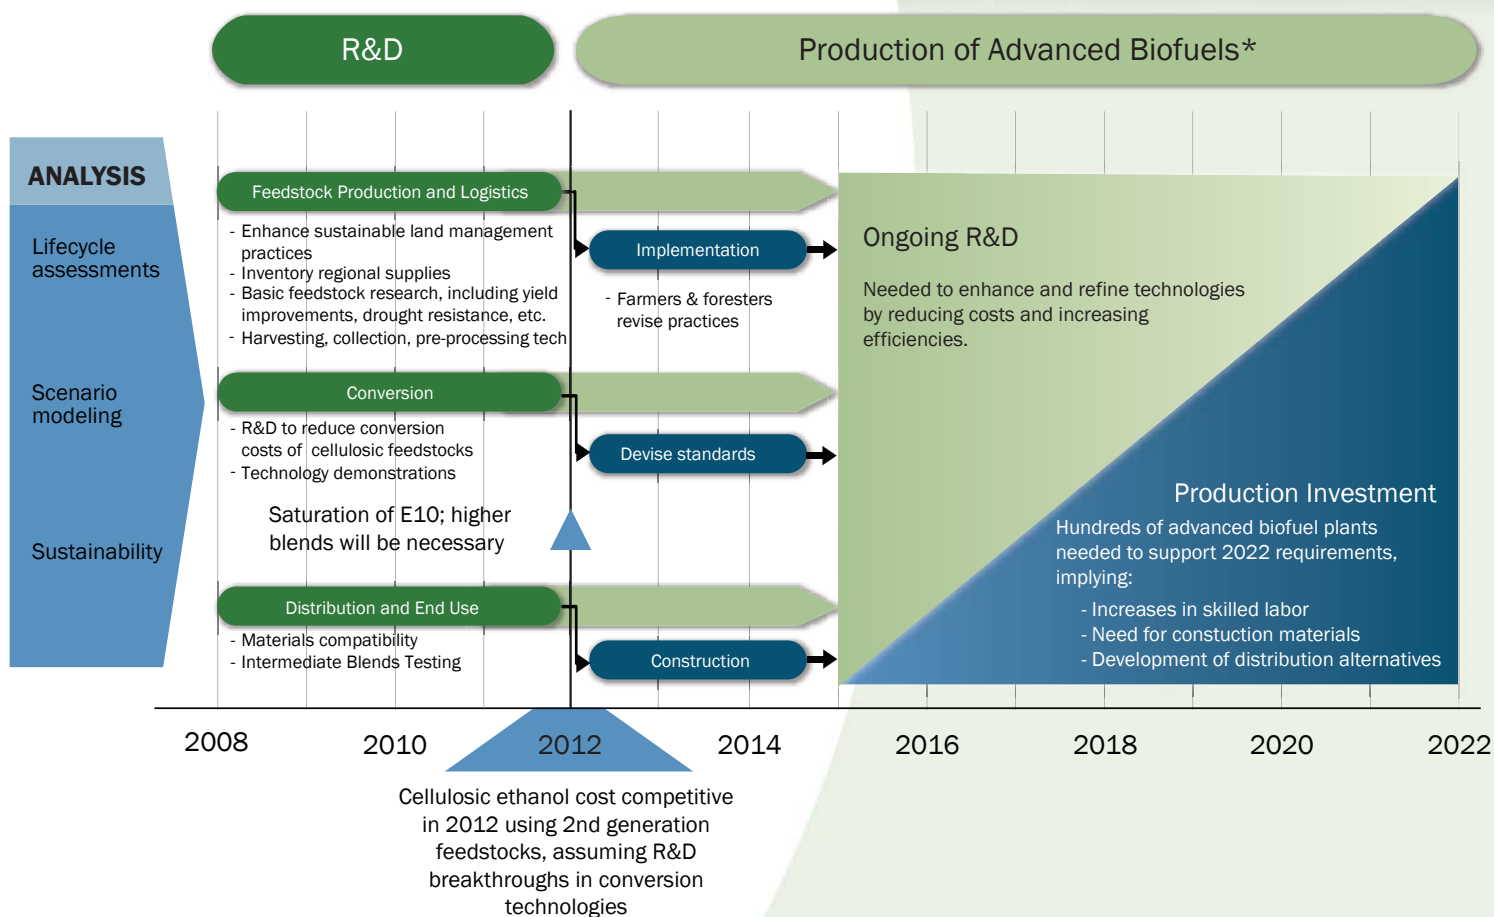 R&D
Production of Advanced Biofuels*
ANALYSIS
Lifecycle
assessments
Scenario
modeling
Sustainability
Feedstock Production and Logistics
- Enhance sustainable land management
practices
- Inventory regional supplies
- Basic feedstock research, including yield
improvements, drought resistance, etc.
- Harvesting, collection, pre-processing tech
Implementation
- Farmers & foresters
revise practices
Conversion
- R&D to reduce conversion
costs of cellulosic feedstocks
- Technology demonstrations
Devise standards
Saturation of E10; higher
blends will be necessary
Distribution and End Use
- Materials compatibility
- Intermediate Blends Testing
Construction
Ongoing R&D
Needed to enhance and refine technologies
by reducing costs and increasing
efficiencies.
Production Investment
Hundreds of advanced biofuel plants
needed to support 2022 requirements,
implying:
- Increases in skilled labor
- Need for constuction materials
- Development of distribution alternatives
2008 2010 2012 2014 2016 2018 2020 2022
Cellulosic ethanol cost competitive
in 2012 using 2nd generation
feedstocks, assuming R&D
breakthroughs in conversion
technologies